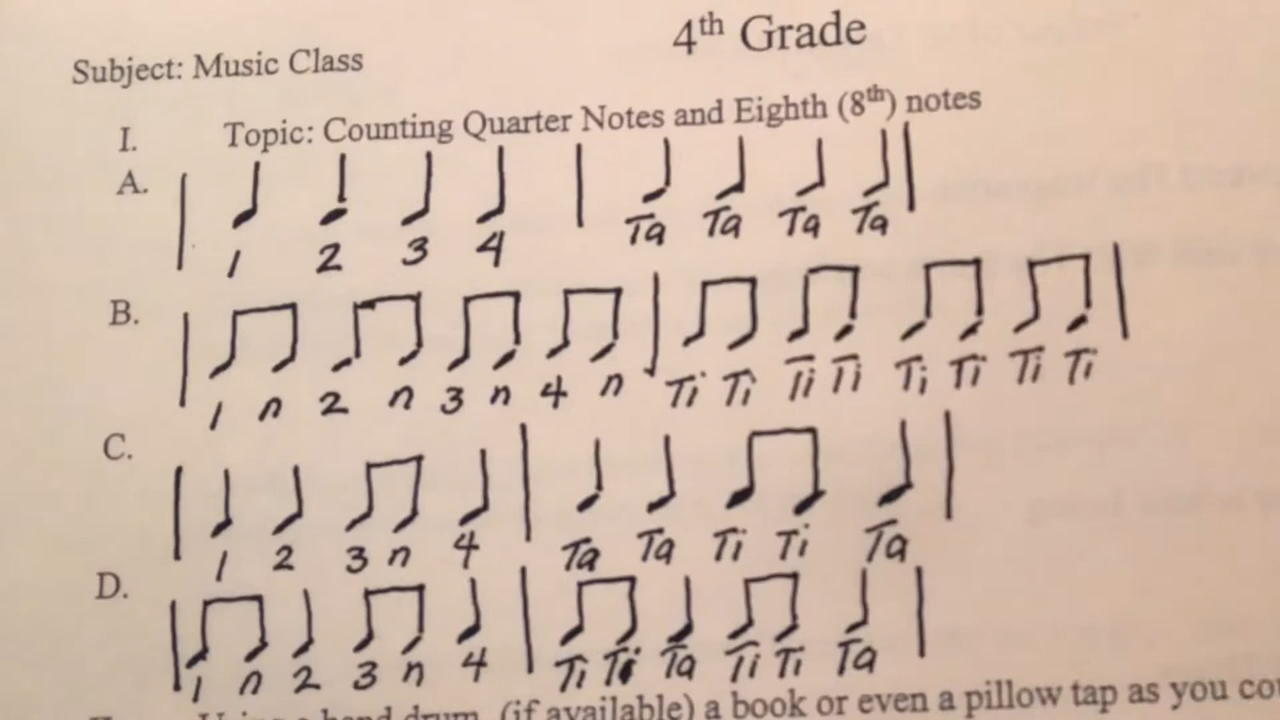 4th Grade
Subject: Music Class
I. Topic: Counting Quarter Notes and Eighth (8th) notes
A. 1 2 3 4 Ta Ta Ta Ta
B. 1 n 2 n 3 n 4 n Ti Ti Ti Ti Ti Ti Ti Ti
C. 1 2 3 n 4 Ta Ta Ti Ti Ta
D. 1 n 2 3 n 4 Ti Ti Ta Ti Ti Ta
hand drum, (if available) a book or even a pillow tap as you